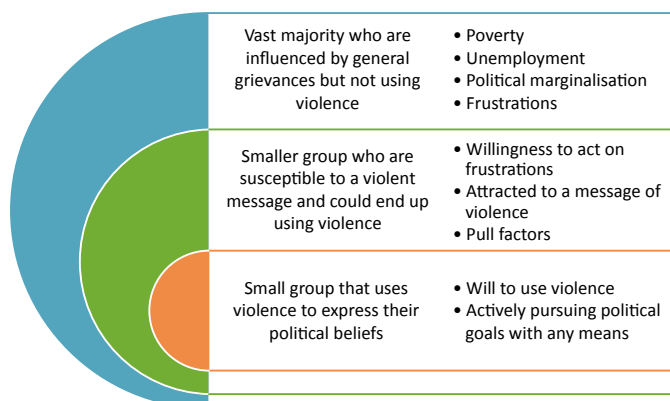 Vast majority who are
influenced by general
grievances but not using
violence
• Poverty
• Unemployment
• Political marginalisation
• Frustrations
Smaller group who are
susceptible to a violent
message and could end up
using violence
• Willingness to act on
frustrations
• Attracted to a message of
violence
• Pull factors
Small group that uses
violence to express their
political beliefs
• Will to use violence
• Actively pursuing political
goals with any means